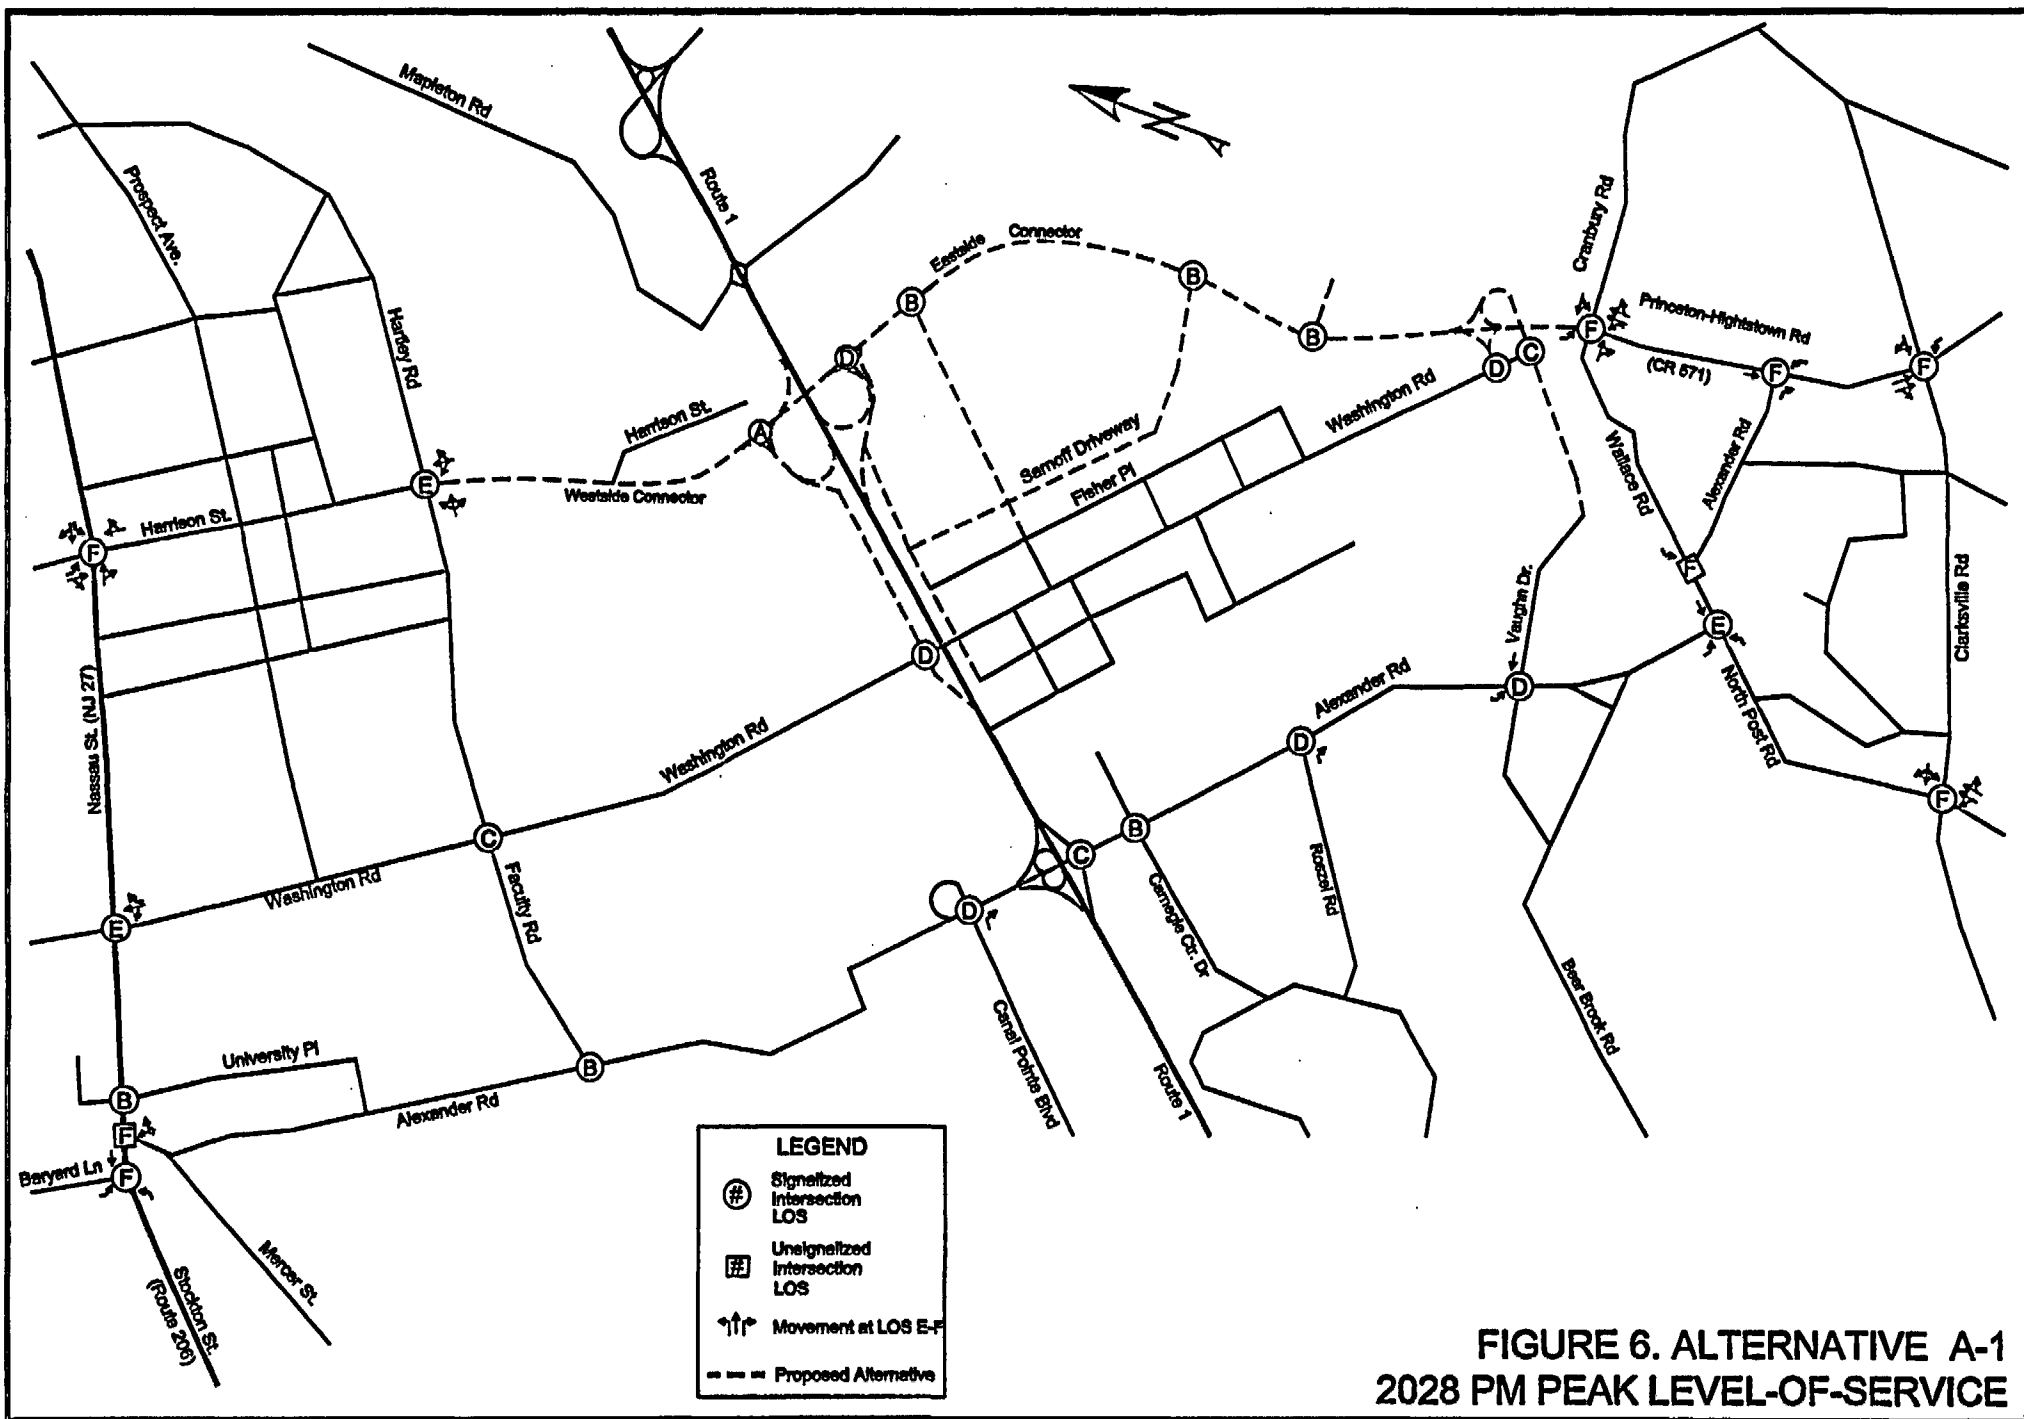 Mapleton Rd
Prospect Ave.
Route 1
N
Cranbury Rd
Eastside
Connector
B
B
B
Princeton-Hightstown Rd
(CR 571)
F
F
F
Hartley Rd
D
C
D
Harrison St.
A
Washington Rd
Westside Connector
E
Sarnoff Driveway
Fisher Pl
Wallace Rd
Alexander Rd
Harrison St.
F
F
Vaughn Dr.
Clarksville Rd
E
D
D
Alexander Rd
North Post Rd
Nassau St. (NJ 27)
Washington Rd
D
F
C
B
C
Roszel Rd
Washington Rd
Faculty Rd
Carnegie Ctr. Dr
E
D
Bear Brook Rd
Canal Pointe Blvd
University Pl
B
B
Route 1
Alexander Rd
F
Baryard Ln
F
Mercer St.
Stockton St.
(Route 206)
LEGEND
# Signalized
Intersection
LOS
# Unsignalized
Intersection
LOS
Movement at LOS E-F
Proposed Alternative
FIGURE 6. ALTERNATIVE A-1
2028 PM PEAK LEVEL-OF-SERVICE